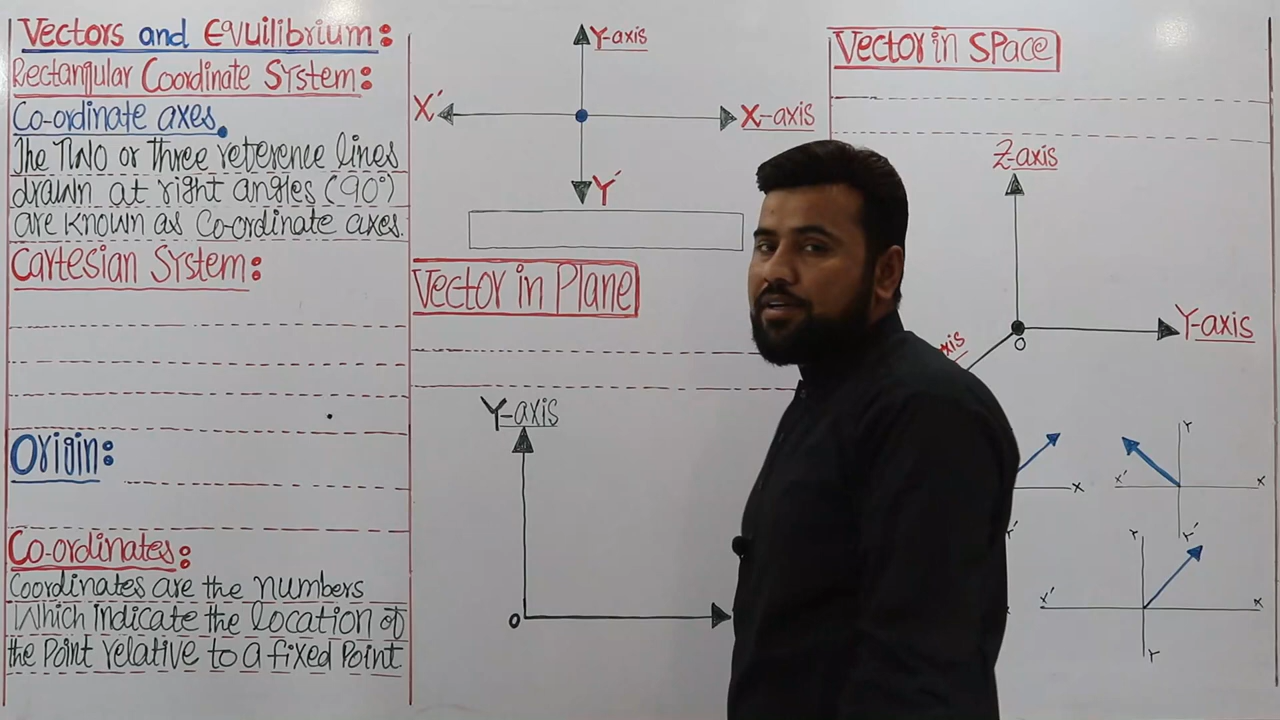 Vectors and Equilibrium:
Rectangular Coordinate System:
Co-ordinate axes.
The Two or three reference lines
drawn at right angles (90°)
are known as Co-ordinate axes.
Cartesian System:
Origin:
Co-ordinates:
Coordinates are the numbers
which indicate the location of
the Point relative to a fixed Point.
Y-axis
X′
X-axis
Y′
Vector in Plane
Y-axis
O
Vector in Space
Z-axis
Y-axis
O
xis
X
Y′
Y
X′
X
Y′
Y
X′
X
Y